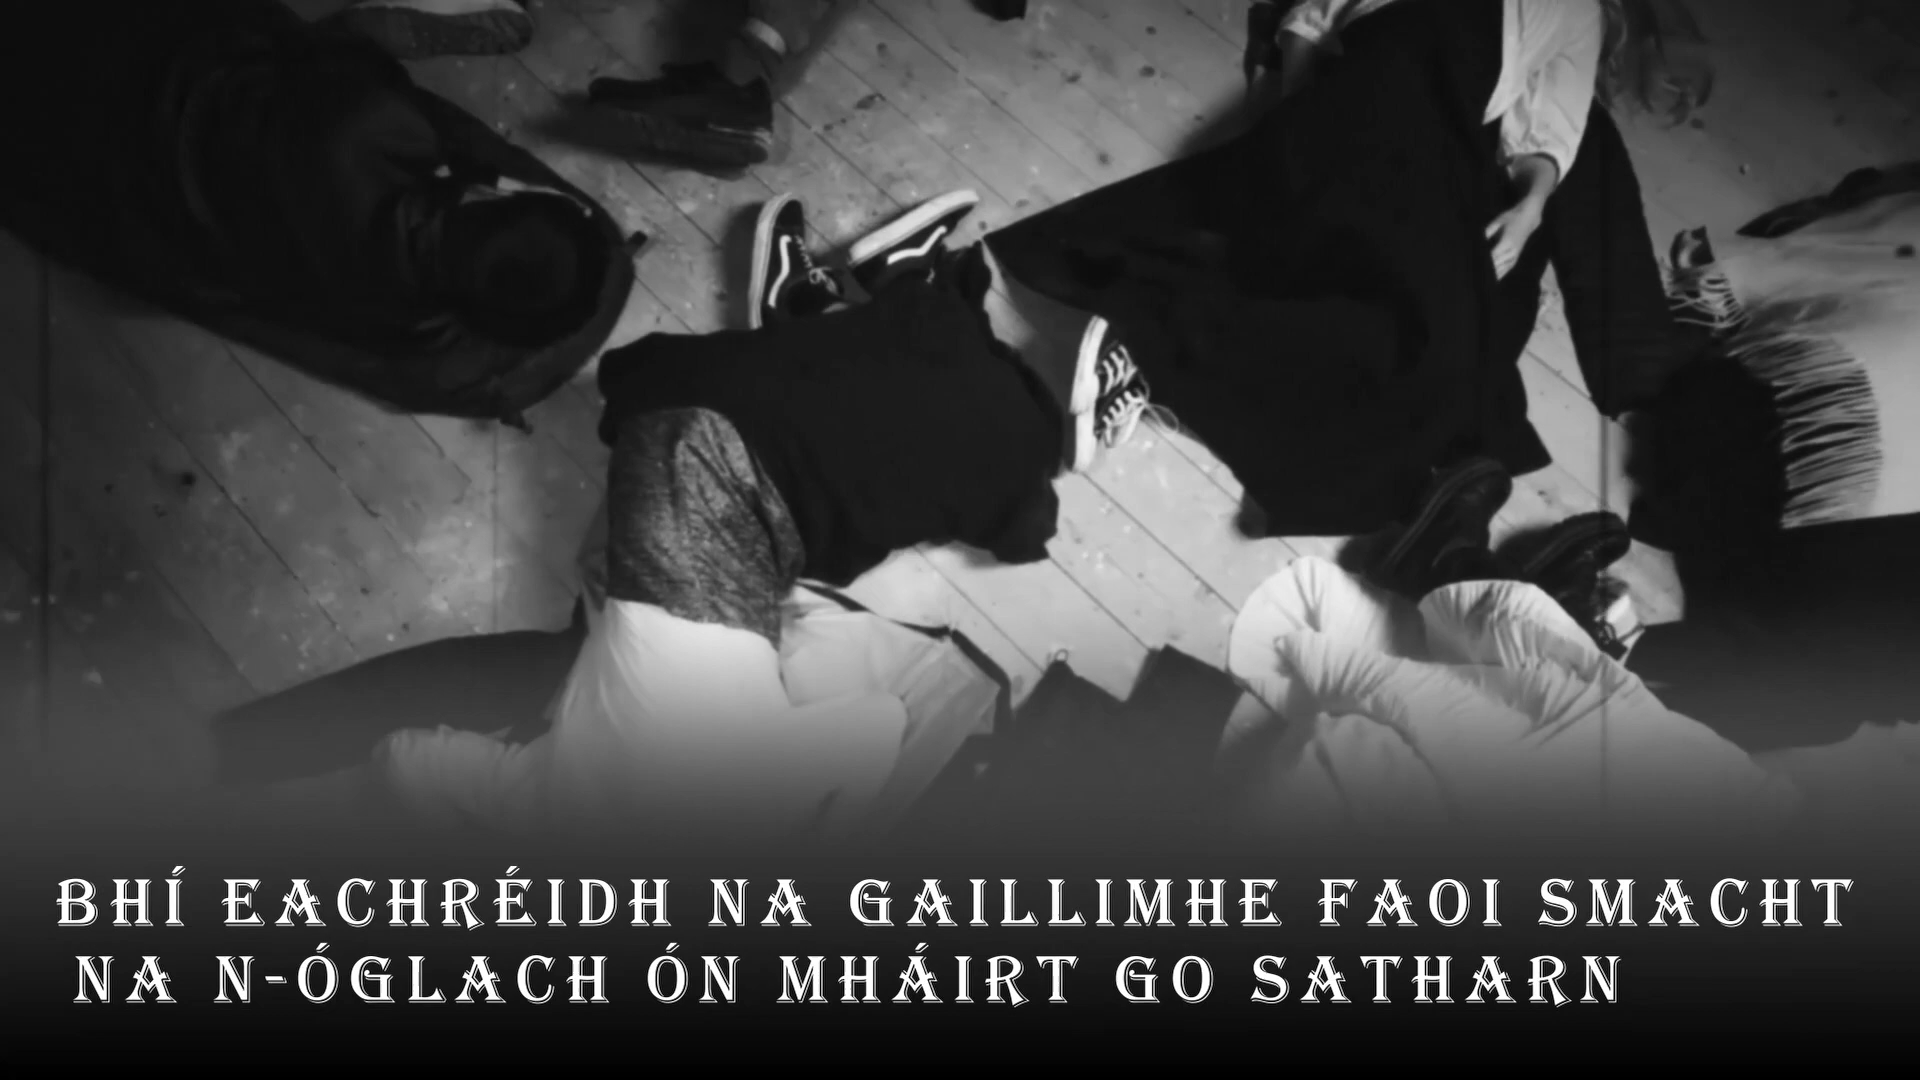 BHÍ EACHRÉIDH NA GAILLIMHE FAOI SMACHT
NA N-ÓGLACH ÓN MHÁIRT GO SATHARN